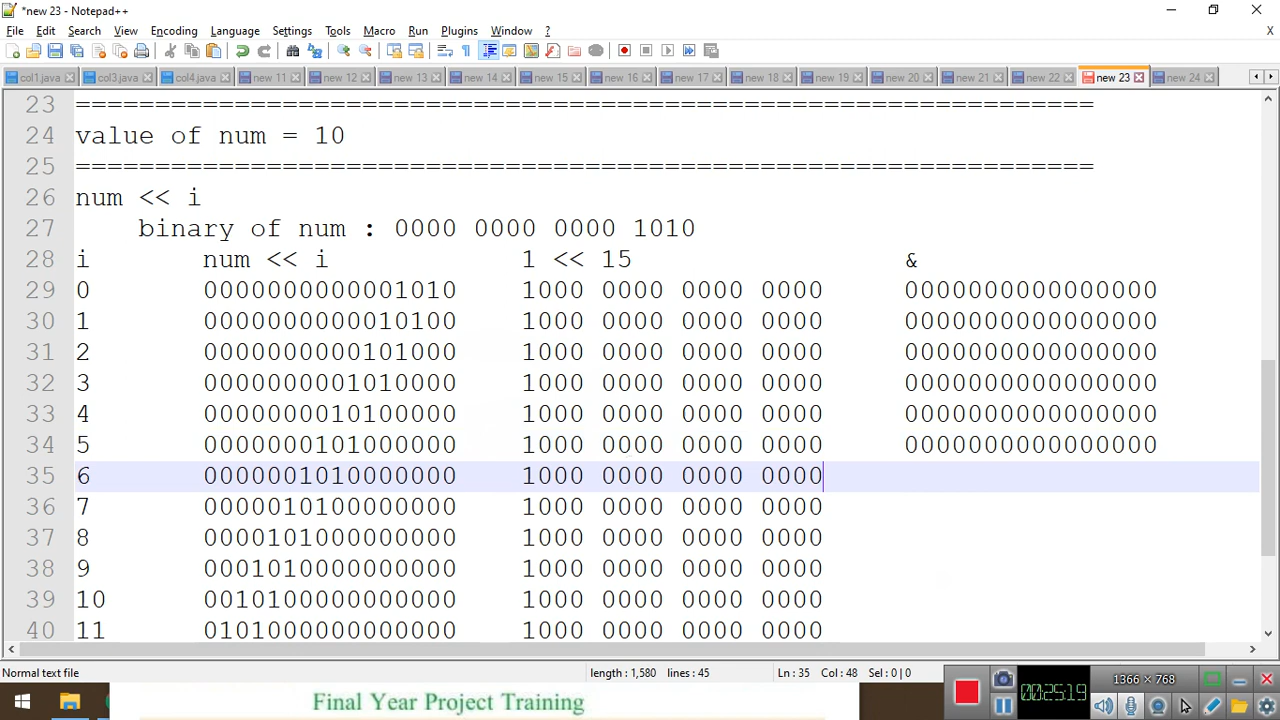 *new 23 - Notepad++
File Edit Search View Encoding Language Settings Tools Macro Run Plugins Window ? X
col1.java col3.java col4.java new 11 new 12 new 13 new 14 new 15 new 16 new 17 new 18 new 19 new 20 new 21 new 22 new 23 new 24
23 ================================================================
24 value of num = 10
25 ================================================================
26 num << i
27 binary of num : 0000 0000 0000 1010
28 i num << i 1 << 15 &
29 0 0000000000001010 1000 0000 0000 0000 0000000000000000
30 1 0000000000010100 1000 0000 0000 0000 0000000000000000
31 2 0000000000101000 1000 0000 0000 0000 0000000000000000
32 3 0000000001010000 1000 0000 0000 0000 0000000000000000
33 4 0000000010100000 1000 0000 0000 0000 0000000000000000
34 5 0000000101000000 1000 0000 0000 0000 0000000000000000
35 6 0000001010000000 1000 0000 0000 0000
36 7 0000010100000000 1000 0000 0000 0000
37 8 0000101000000000 1000 0000 0000 0000
38 9 0001010000000000 1000 0000 0000 0000
39 10 0010100000000000 1000 0000 0000 0000
40 11 0101000000000000 1000 0000 0000 0000
Normal text file length : 1,580 lines : 45 Ln : 35 Col : 48 Sel : 0 | 0
1366 × 768
00:25:19
Final Year Project Training